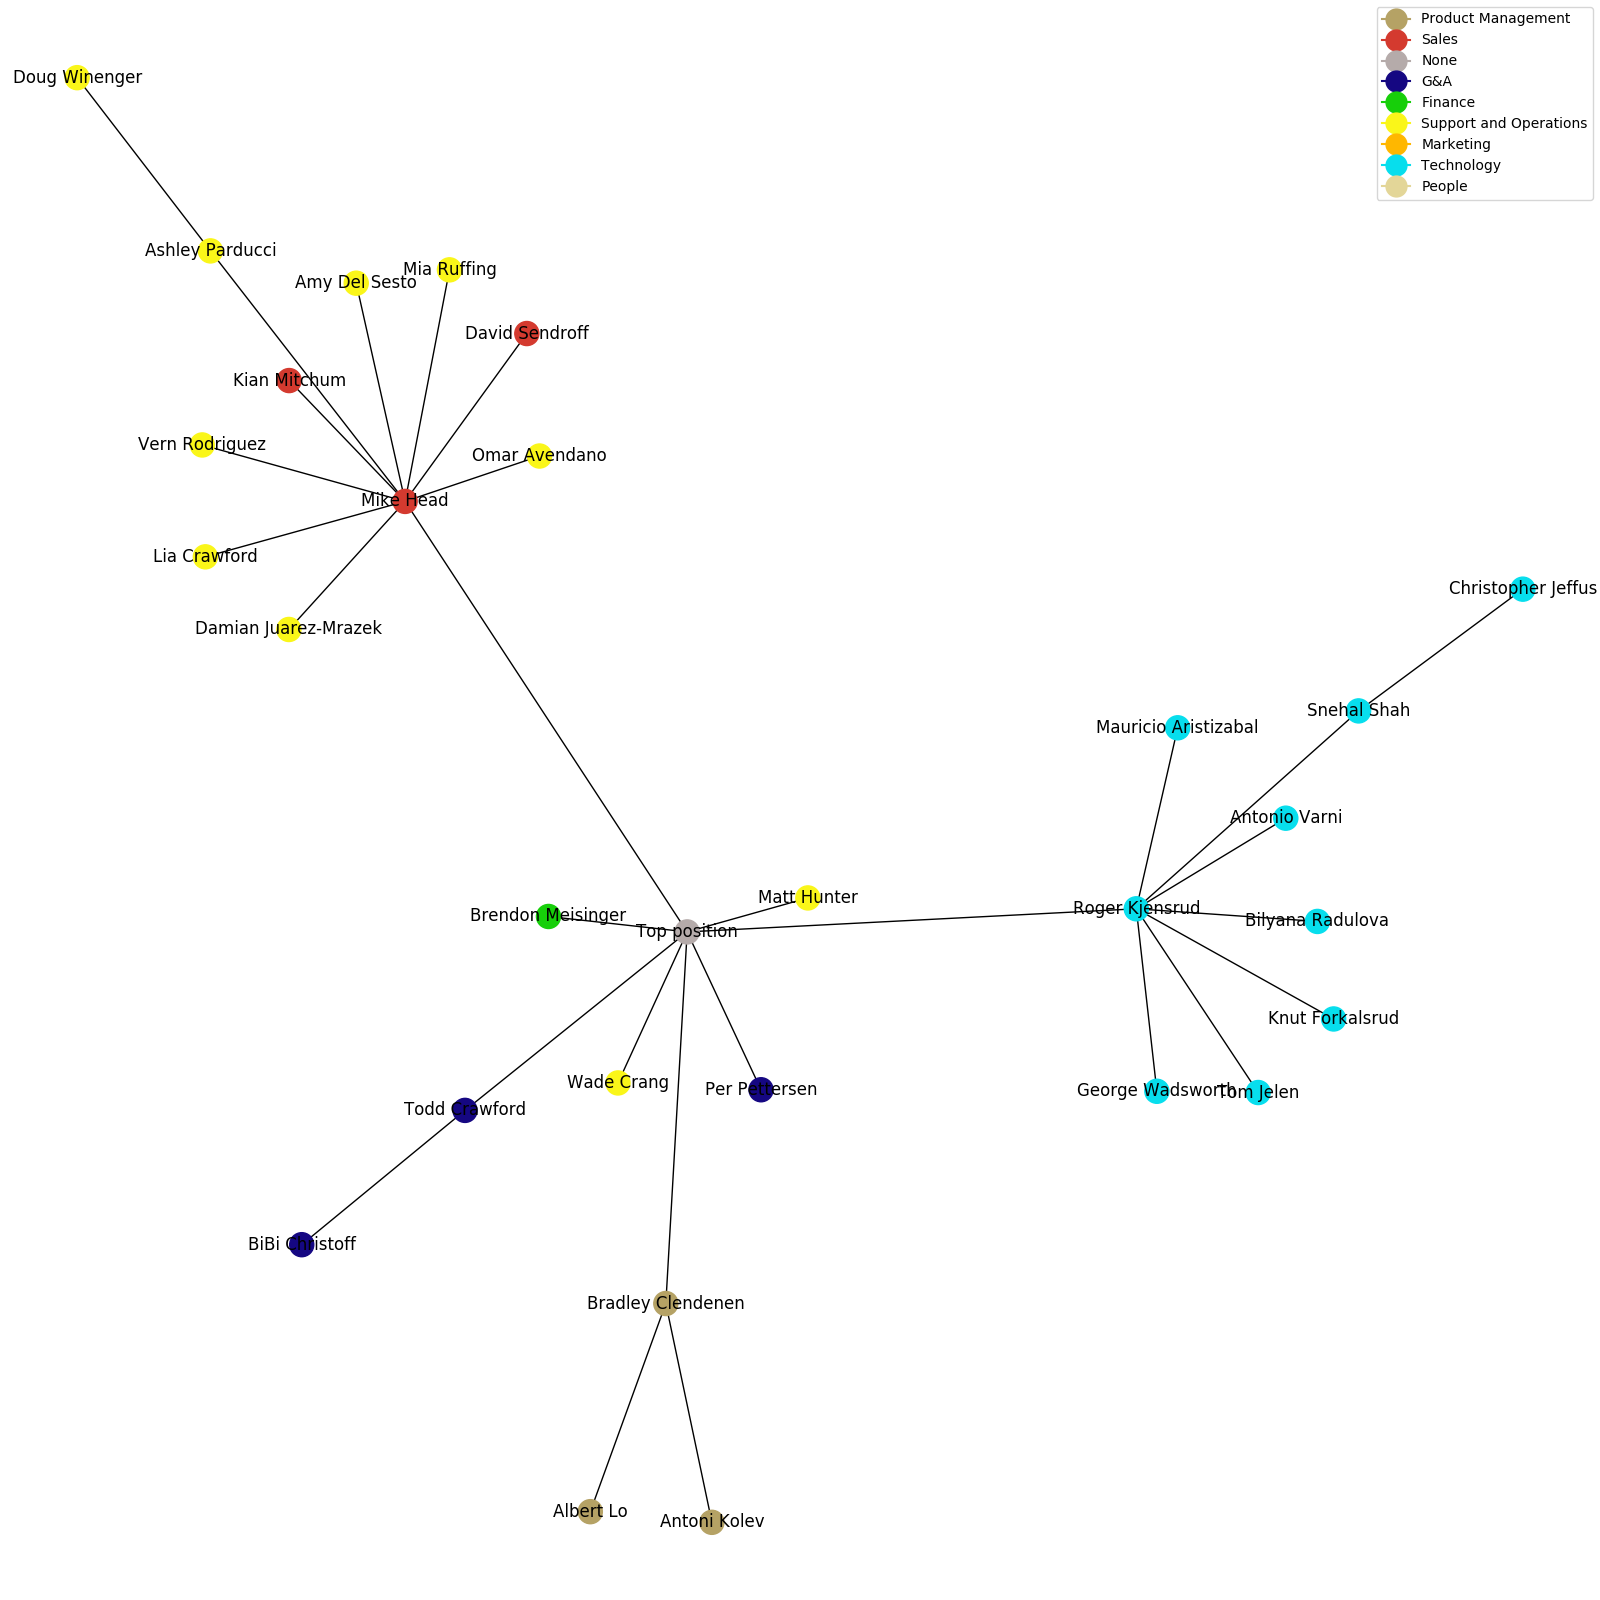 Product Management
Sales
None
G&A
Finance
Support and Operations
Marketing
Technology
People
Doug Winenger
Ashley Parducci
Amy Del Sesto
Mia Ruffing
David Sendroff
Kian Mitchum
Vern Rodriguez
Omar Avendano
Mike Head
Lia Crawford
Damian Juarez-Mrazek
Christopher Jeffus
Snehal Shah
Mauricio Aristizabal
Antonio Varni
Matt Hunter
Roger Kjensrud
Brendon Meisinger
Bilyana Radulova
Top position
Knut Forkalsrud
Wade Crang
Per Pettersen
George Wadsworth
Tom Jelen
Todd Crawford
BiBi Christoff
Bradley Clendenen
Albert Lo
Antoni Kolev